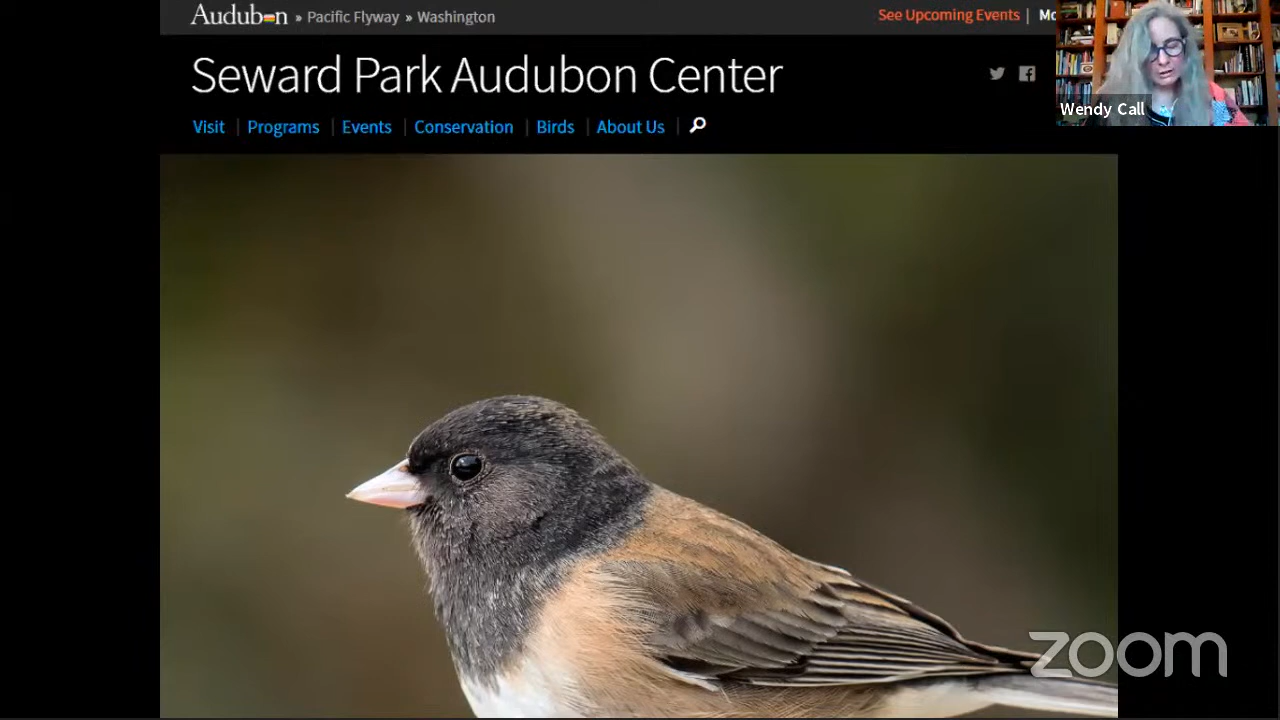 Audubon » Pacific Flyway » Washington
See Upcoming Events | Mo
Seward Park Audubon Center
Visit | Programs | Events | Conservation | Birds | About Us |
Wendy Call
zoom